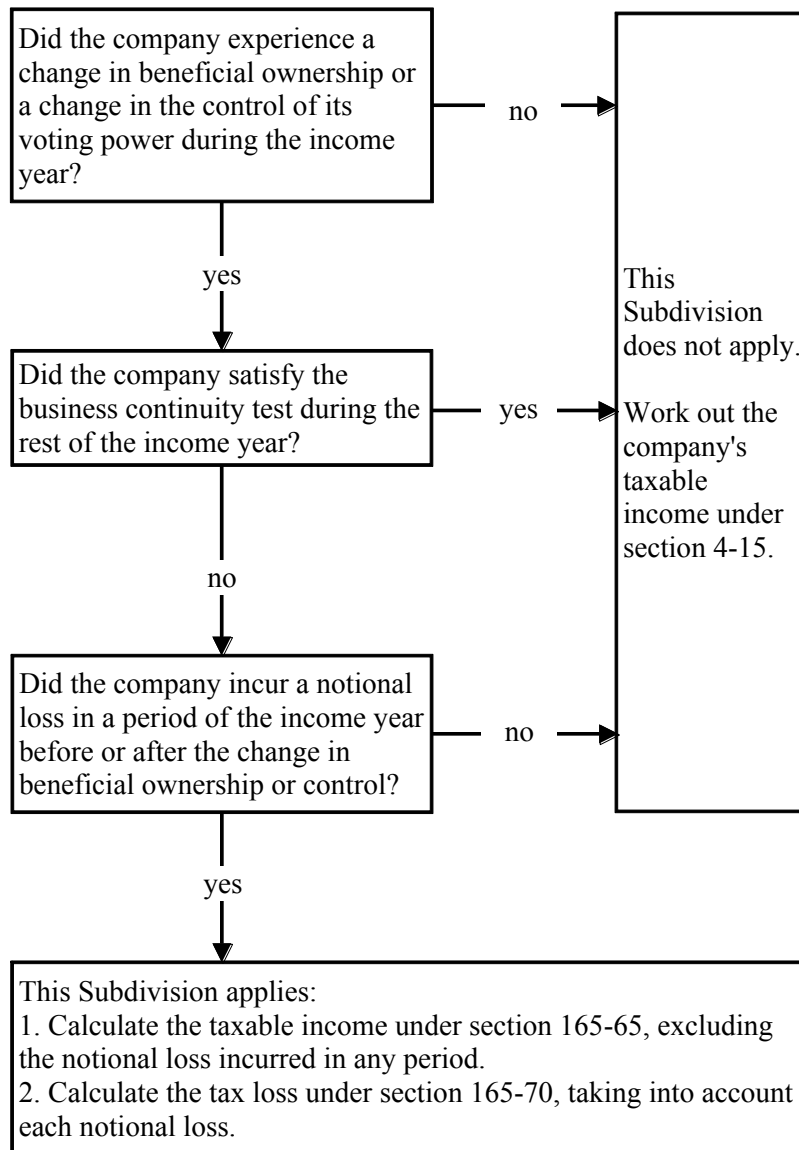 Did the company experience a
change in beneficial ownership or
a change in the control of its
voting power during the income
year?
no
yes
This
Subdivision
does not apply.
Work out the
company's
taxable
income under
section 4-15.
Did the company satisfy the
business continuity test during the
rest of the income year?
yes
no
Did the company incur a notional
loss in a period of the income year
before or after the change in
beneficial ownership or control?
no
yes
This Subdivision applies:
1. Calculate the taxable income under section 165-65, excluding
the notional loss incurred in any period.
2. Calculate the tax loss under section 165-70, taking into account
each notional loss.